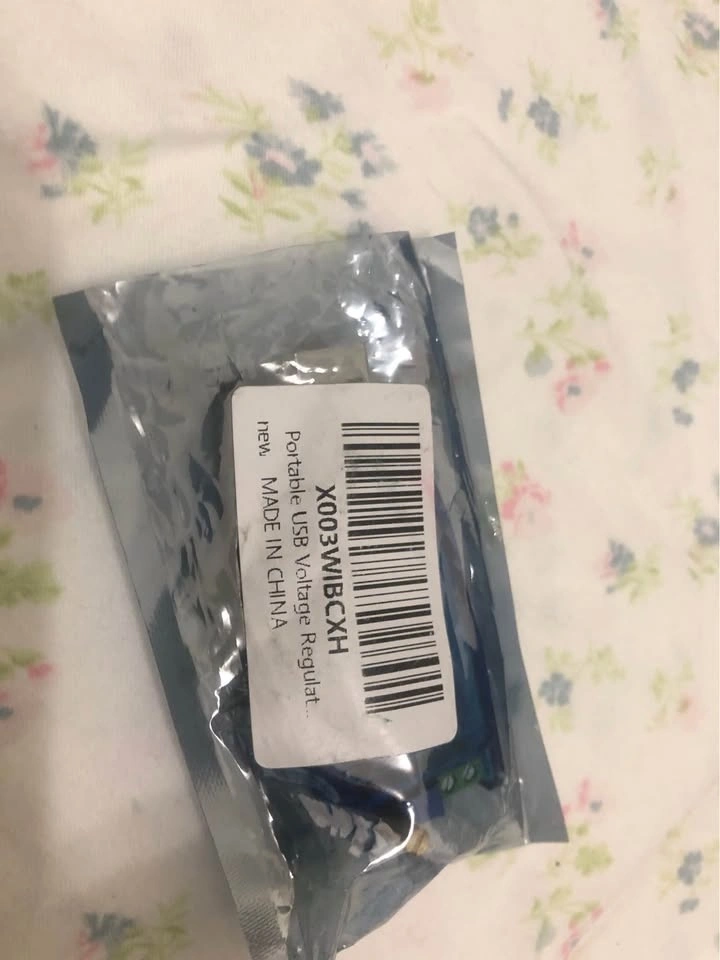 X003WIBCXH
Portable USB Voltage Regulat...
new MADE IN CHINA